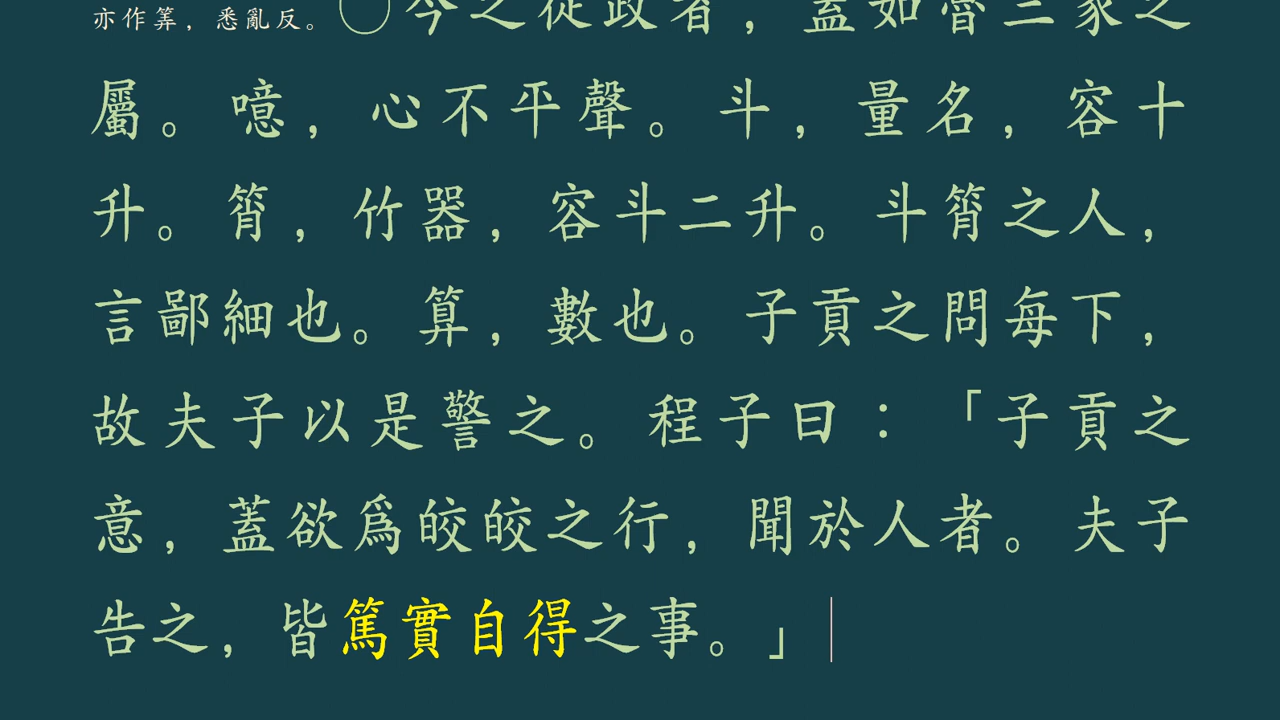 亦作筭，悉亂反。○今之從政者，蓋如魯三家之
屬。噫，心不平聲。斗，量名，容十
升。筲，竹器，容斗二升。斗筲之人，
言鄙細也。算，數也。子貢之問每下，
故夫子以是警之。程子曰：「子貢之
意，蓋欲爲皎皎之行，聞於人者。夫子
告之，皆篤實自得之事。」